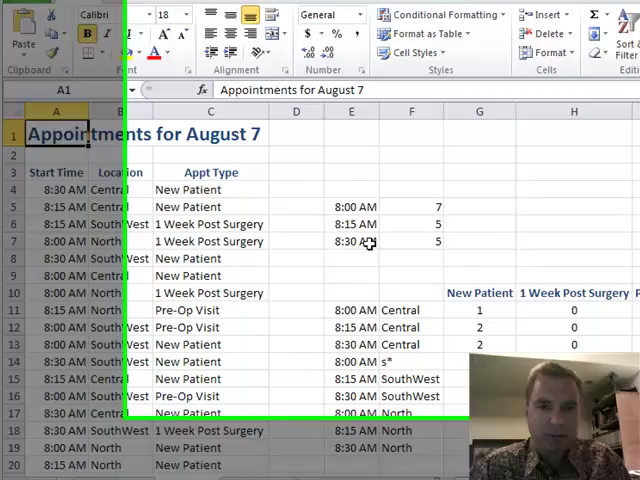 Calibri 18 General Conditional Formatting Insert Σ
Paste B A A $ % , Format as Table Delete Sort &
A .0 .00 Cell Styles Format Filter
Clipboard Font Alignment Number Styles Cells
A1 fx Appointments for August 7
A B C D E F G H
1 Appointments for August 7
2
3 Start Time Location Appt Type
4 8:30 AM Central New Patient
5 8:15 AM Central New Patient 8:00 AM 7
6 8:15 AM SouthWest 1 Week Post Surgery 8:15 AM 5
7 8:00 AM North 1 Week Post Surgery 8:30 AM 5
8 8:30 AM SouthWest New Patient
9 8:30 AM Central New Patient
10 8:00 AM North 1 Week Post Surgery New Patient 1 Week Post Surgery P
11 8:00 AM North Pre-Op Visit 8:00 AM Central 1 0
12 8:00 AM SouthWest Pre-Op Visit 8:15 AM Central 2 0
13 8:00 AM SouthWest New Patient 8:30 AM Central 2 0
14 8:30 AM SouthWest New Patient 8:00 AM s*
15 8:15 AM Central New Patient 8:15 AM SouthWest
16 8:00 AM SouthWest Pre-Op Visit 8:30 AM SouthWest
17 8:30 AM Central New Patient 8:00 AM North
18 8:30 AM SouthWest 1 Week Post Surgery 8:15 AM North
19 8:00 AM North New Patient 8:30 AM North
20 8:15 AM North New Patient